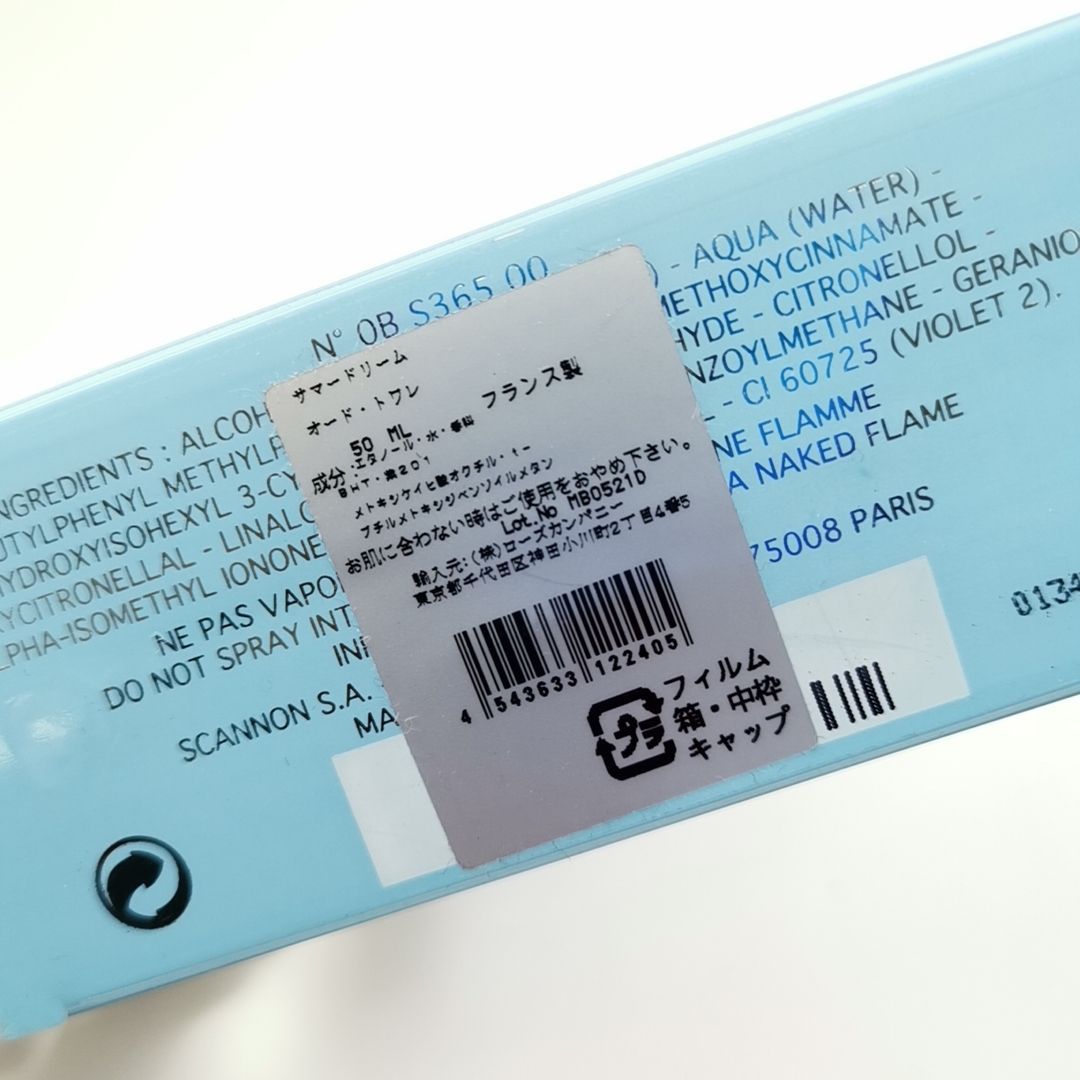 N° 0B S365.00
INGREDIENTS : ALCOH
) - AQUA (WATER) -
UTYLPHENYL METHYLP
METHOXYCINNAMATE -
HYDROXYISOHEXYL 3-CY
HYDE - CITRONELLOL -
YCITRONELLAL - LINALO
NZOYLMETHANE - GERANIO
LPHA-ISOMETHYL IONONE
L - CI 60725 (VIOLET 2).
NE PAS VAPO
NE FLAMME
DO NOT SPRAY INT
A NAKED FLAME
SCANNON S.A.
75008 PARIS
MA
サマードリーム
オード・トワレ
50 ML
フランス製
成分:エタノール・水・香料
BHT・紫201
メトキシケイヒ酸オクチル・t-
ブチルメトキシジベンゾイルメタン
お肌に合わない時はご使用をおやめ下さい。
Lot.No MB0521D
輸入元:(株)ローズカンパニー
東京都千代田区神田小川町2丁目4番5
4 543633 122405
プラ
フィルム
箱・中枠
キャップ
0134